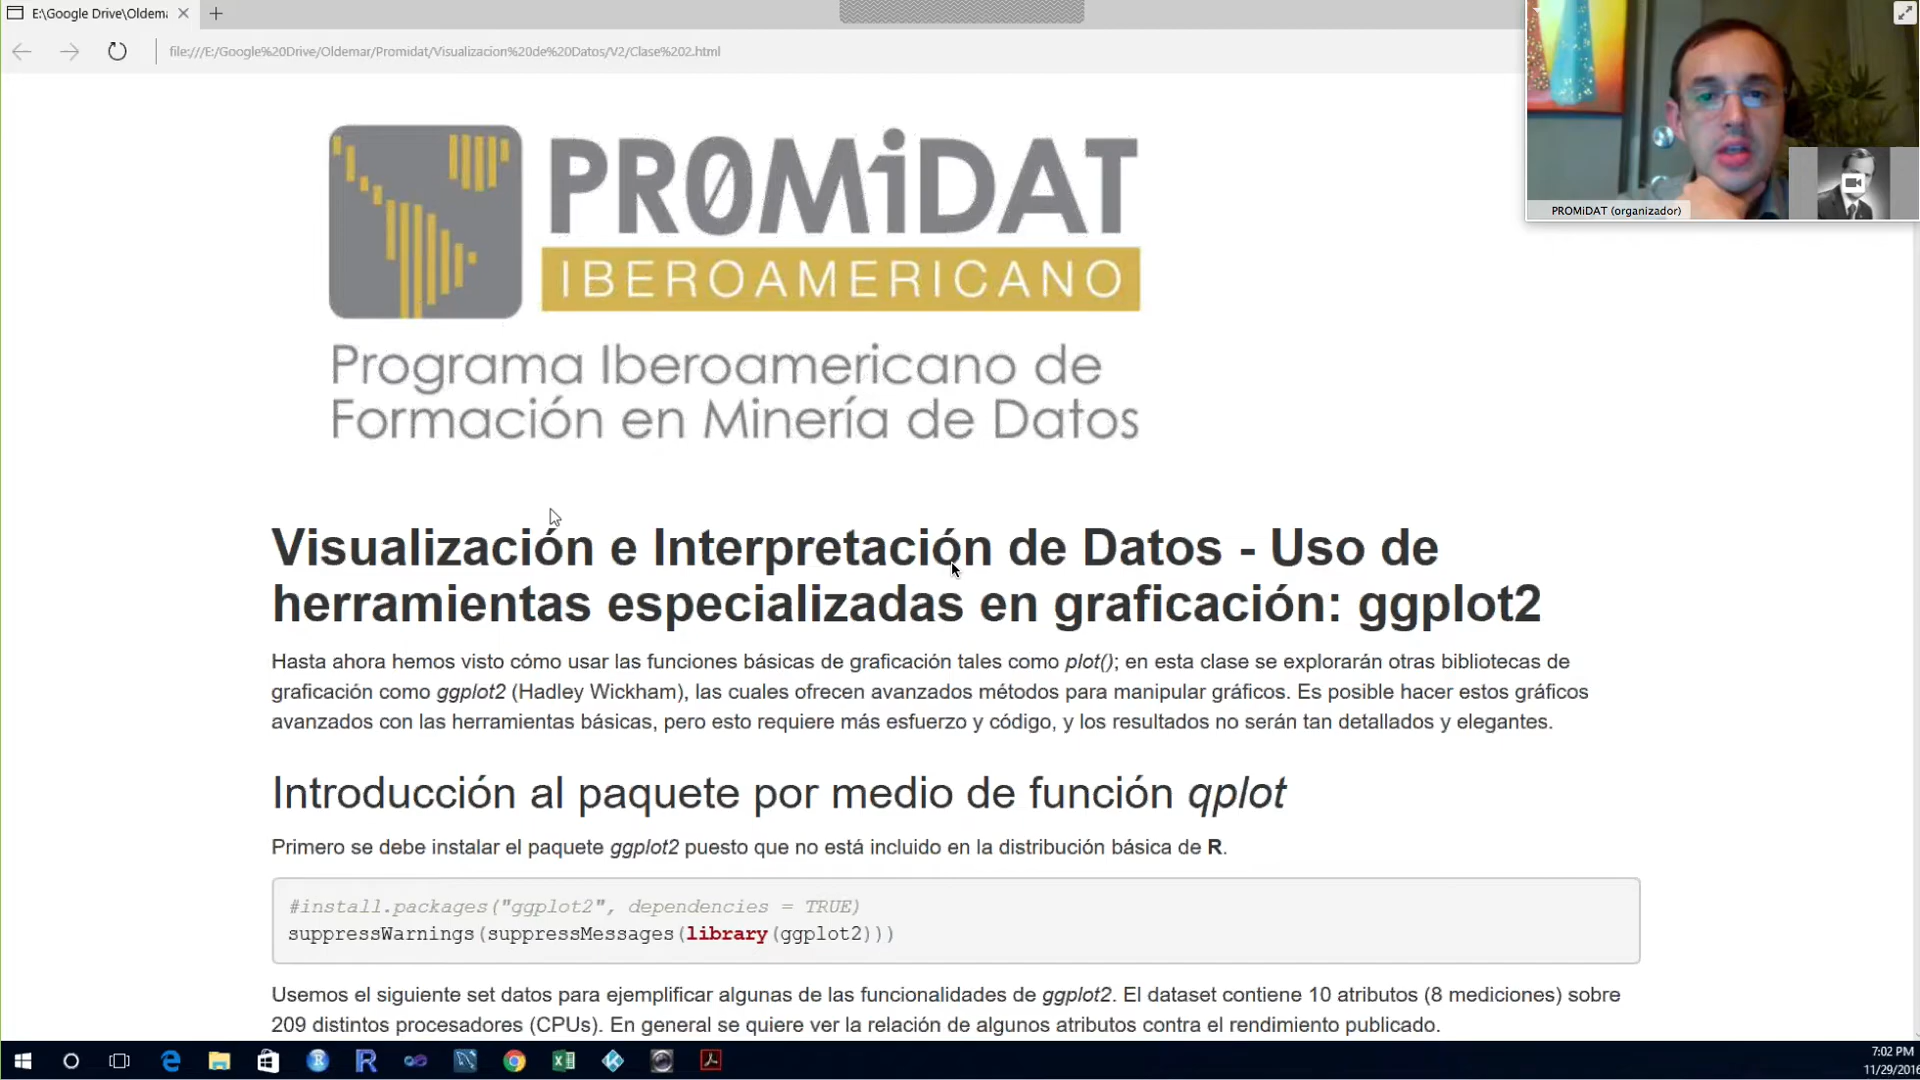 E:\Google Drive\Oldema
file:///E:/Google%20Drive/Oldemar/Promidat/Visualizacion%20de%20Datos/V2/Clase%202.html
PROMiDAT (organizador)
PR0MiDAT
IBEROAMERICANO
Programa Iberoamericano de
Formación en Minería de Datos
Visualización e Interpretación de Datos - Uso de
herramientas especializadas en graficación: ggplot2
Hasta ahora hemos visto cómo usar las funciones básicas de graficación tales como plot(); en esta clase se explorarán otras bibliotecas de
graficación como ggplot2 (Hadley Wickham), las cuales ofrecen avanzados métodos para manipular gráficos. Es posible hacer estos gráficos
avanzados con las herramientas básicas, pero esto requiere más esfuerzo y código, y los resultados no serán tan detallados y elegantes.
Introducción al paquete por medio de función qplot
Primero se debe instalar el paquete ggplot2 puesto que no está incluido en la distribución básica de R.
#install.packages("ggplot2", dependencies = TRUE)
suppressWarnings(suppressMessages(library(ggplot2)))
Usemos el siguiente set datos para ejemplificar algunas de las funcionalidades de ggplot2. El dataset contiene 10 atributos (8 mediciones) sobre
209 distintos procesadores (CPUs). En general se quiere ver la relación de algunos atributos contra el rendimiento publicado.
7:02 PM
11/29/2016